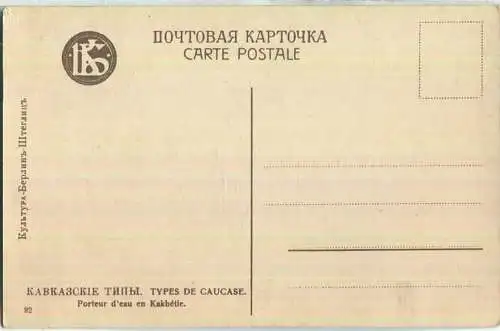 ПОЧТОВАЯ КАРТОЧКА
CARTE POSTALE
Культура-Берлинъ-Штеглицъ
КАВКАЗСКІЕ ТИПЫ. TYPES DE CAUCASE.
Porteur d'eau en Kakhétie.
92